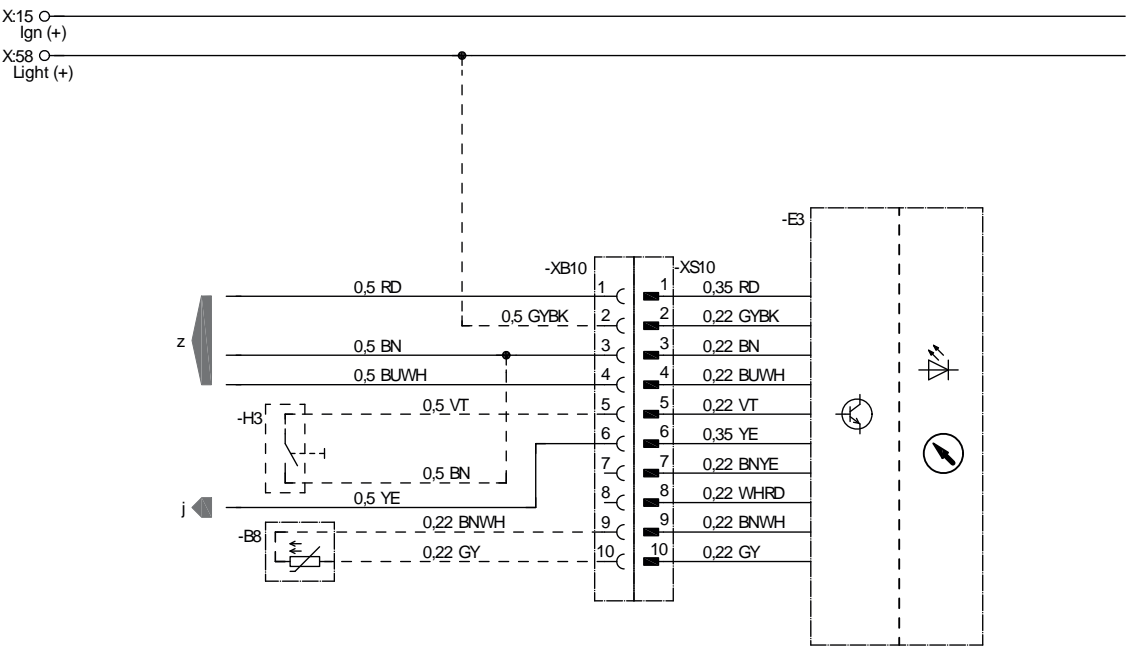 X:15
Ign (+)
X:58
Light (+)
-E3
-XB10
-XS10
0,5 RD
1
1
0,35 RD
0,5 GYBK
2
2
0,22 GYBK
z
0,5 BN
3
3
0,22 BN
0,5 BUWH
4
4
0,22 BUWH
-H3
0,5 VT
5
5
0,22 VT
6
6
0,35 YE
0,5 BN
7
7
0,22 BNYE
j
0,5 YE
8
8
0,22 WHRD
-B8
0,22 BNWH
9
9
0,22 BNWH
0,22 GY
10
10
0,22 GY